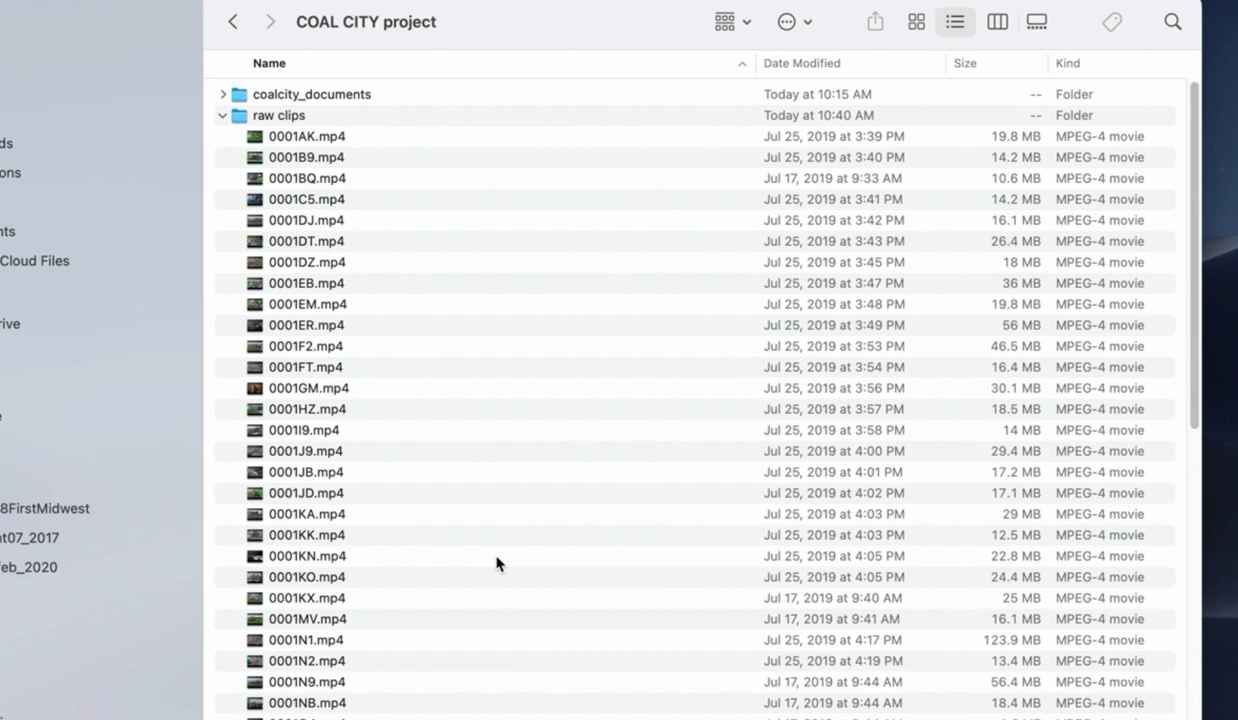 COAL CITY project
Name Date Modified Size Kind
coalcity_documents Today at 10:15 AM -- Folder
raw clips Today at 10:40 AM -- Folder
0001AK.mp4 Jul 25, 2019 at 3:39 PM 19.8 MB MPEG-4 movie
ds
0001B9.mp4 Jul 25, 2019 at 3:40 PM 14.2 MB MPEG-4 movie
ons
0001BQ.mp4 Jul 17, 2019 at 9:33 AM 10.6 MB MPEG-4 movie
0001C5.mp4 Jul 25, 2019 at 3:41 PM 14.2 MB MPEG-4 movie
0001DJ.mp4 Jul 25, 2019 at 3:42 PM 16.1 MB MPEG-4 movie
nts
0001DT.mp4 Jul 25, 2019 at 3:43 PM 26.4 MB MPEG-4 movie
Cloud Files
0001DZ.mp4 Jul 25, 2019 at 3:45 PM 18 MB MPEG-4 movie
0001EB.mp4 Jul 25, 2019 at 3:47 PM 36 MB MPEG-4 movie
0001EM.mp4 Jul 25, 2019 at 3:48 PM 19.8 MB MPEG-4 movie
rive
0001ER.mp4 Jul 25, 2019 at 3:49 PM 56 MB MPEG-4 movie
0001F2.mp4 Jul 25, 2019 at 3:53 PM 46.5 MB MPEG-4 movie
0001FT.mp4 Jul 25, 2019 at 3:54 PM 16.4 MB MPEG-4 movie
0001GM.mp4 Jul 25, 2019 at 3:56 PM 30.1 MB MPEG-4 movie
0001HZ.mp4 Jul 25, 2019 at 3:57 PM 18.5 MB MPEG-4 movie
e
0001I9.mp4 Jul 25, 2019 at 3:58 PM 14 MB MPEG-4 movie
0001J9.mp4 Jul 25, 2019 at 4:00 PM 29.4 MB MPEG-4 movie
0001JB.mp4 Jul 25, 2019 at 4:01 PM 17.2 MB MPEG-4 movie
0001JD.mp4 Jul 25, 2019 at 4:02 PM 17.1 MB MPEG-4 movie
8FirstMidwest
0001KA.mp4 Jul 25, 2019 at 4:03 PM 29 MB MPEG-4 movie
0001KK.mp4 Jul 25, 2019 at 4:03 PM 12.5 MB MPEG-4 movie
nt07_2017
0001KN.mp4 Jul 25, 2019 at 4:05 PM 22.8 MB MPEG-4 movie
feb_2020
0001KO.mp4 Jul 25, 2019 at 4:05 PM 24.4 MB MPEG-4 movie
0001KX.mp4 Jul 17, 2019 at 9:40 AM 25 MB MPEG-4 movie
0001MV.mp4 Jul 17, 2019 at 9:41 AM 16.1 MB MPEG-4 movie
0001N1.mp4 Jul 25, 2019 at 4:17 PM 123.9 MB MPEG-4 movie
0001N2.mp4 Jul 25, 2019 at 4:19 PM 13.4 MB MPEG-4 movie
0001N9.mp4 Jul 17, 2019 at 9:44 AM 56.4 MB MPEG-4 movie
0001NB.mp4 Jul 17, 2019 at 9:44 AM 18.4 MB MPEG-4 movie